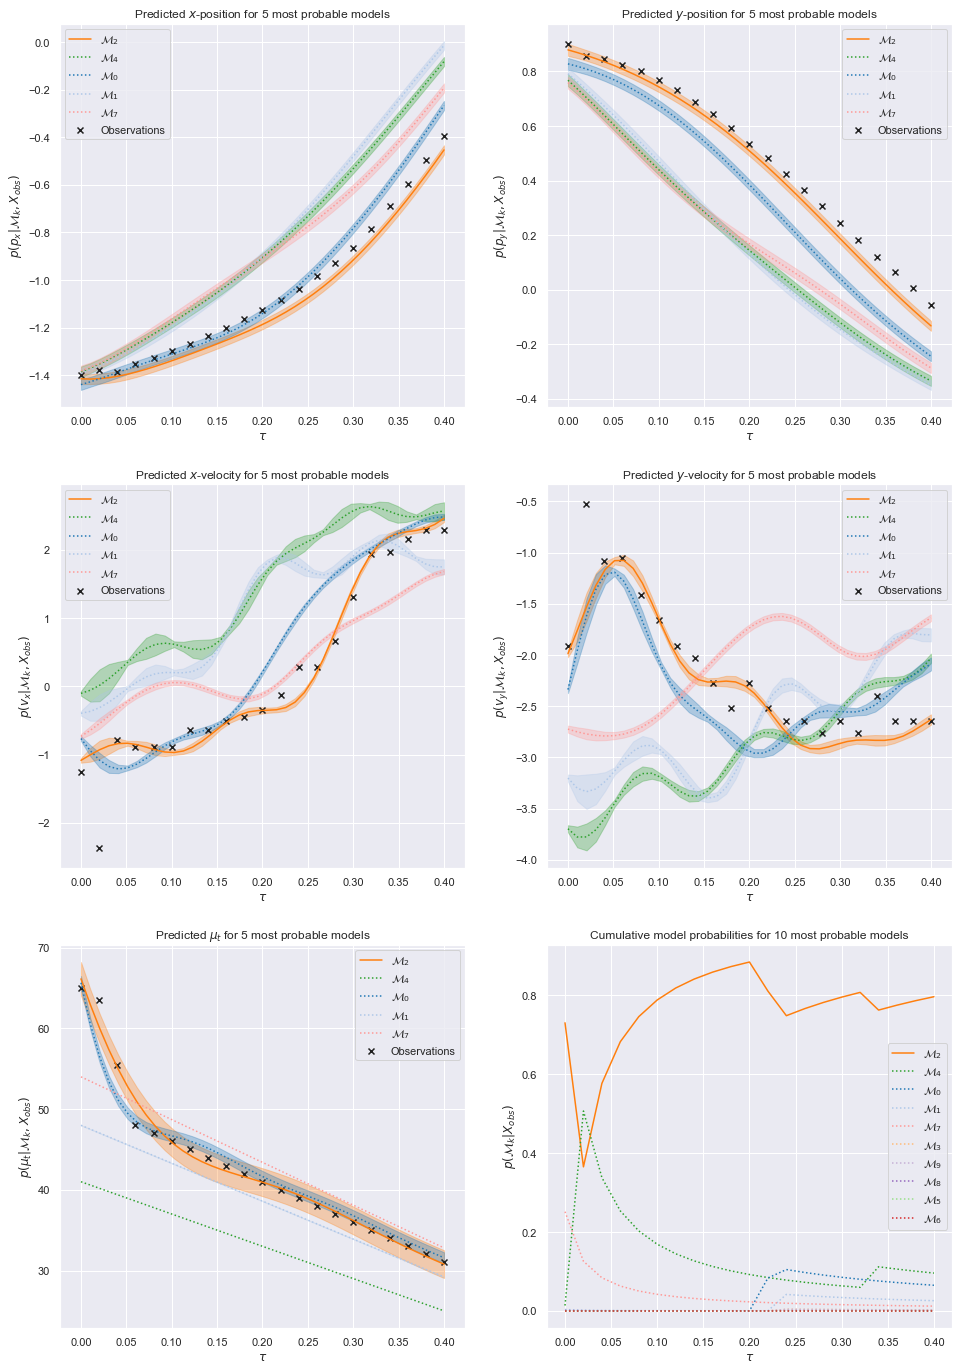 Predicted x-position for 5 most probable models
p(pₓ|ℳₖ, X_obs)
0.0
−0.2
−0.4
−0.6
−0.8
−1.0
−1.2
−1.4
ℳ₂
ℳ₄
ℳ₀
ℳ₁
ℳ₇
Observations
0.00 0.05 0.10 0.15 0.20 0.25 0.30 0.35 0.40
τ
Predicted y-position for 5 most probable models
p(p_y|ℳₖ, X_obs)
0.8
0.6
0.4
0.2
0.0
−0.2
−0.4
ℳ₂
ℳ₄
ℳ₀
ℳ₁
ℳ₇
Observations
0.00 0.05 0.10 0.15 0.20 0.25 0.30 0.35 0.40
τ
Predicted x-velocity for 5 most probable models
p(vₓ|ℳₖ, X_obs)
2
1
0
−1
−2
ℳ₂
ℳ₄
ℳ₀
ℳ₁
ℳ₇
Observations
0.00 0.05 0.10 0.15 0.20 0.25 0.30 0.35 0.40
τ
Predicted y-velocity for 5 most probable models
p(v_y|ℳₖ, X_obs)
−0.5
−1.0
−1.5
−2.0
−2.5
−3.0
−3.5
−4.0
ℳ₂
ℳ₄
ℳ₀
ℳ₁
ℳ₇
Observations
0.00 0.05 0.10 0.15 0.20 0.25 0.30 0.35 0.40
τ
Predicted μₜ for 5 most probable models
p(μₜ|ℳₖ, X_obs)
70
60
50
40
30
ℳ₂
ℳ₄
ℳ₀
ℳ₁
ℳ₇
Observations
0.00 0.05 0.10 0.15 0.20 0.25 0.30 0.35 0.40
τ
Cumulative model probabilities for 10 most probable models
p(ℳₖ|X_obs)
0.8
0.6
0.4
0.2
0.0
ℳ₂
ℳ₄
ℳ₀
ℳ₁
ℳ₇
ℳ₃
ℳ₉
ℳ₈
ℳ₅
ℳ₆
0.00 0.05 0.10 0.15 0.20 0.25 0.30 0.35 0.40
τ